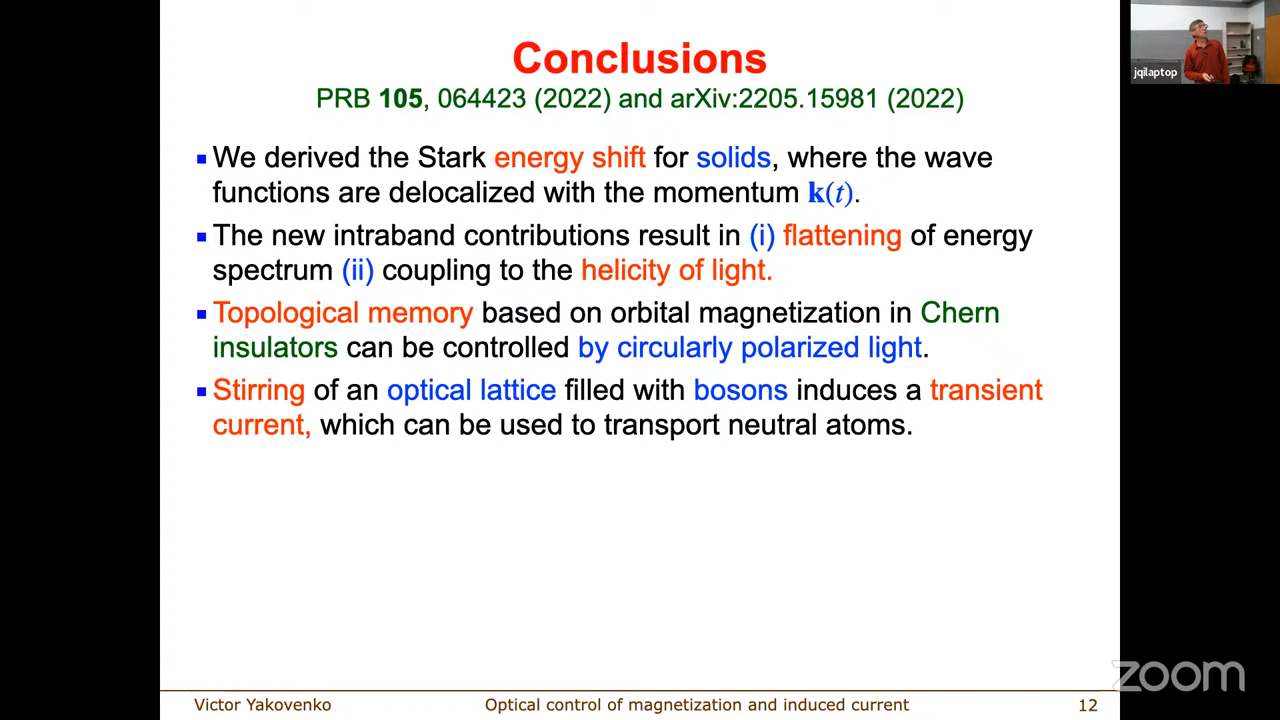 Conclusions
PRB 105, 064423 (2022) and arXiv:2205.15981 (2022)
jqilaptop
▪ We derived the Stark energy shift for solids, where the wave
functions are delocalized with the momentum k(t).
▪ The new intraband contributions result in (i) flattening of energy
spectrum (ii) coupling to the helicity of light.
▪ Topological memory based on orbital magnetization in Chern
insulators can be controlled by circularly polarized light.
▪ Stirring of an optical lattice filled with bosons induces a transient
current, which can be used to transport neutral atoms.
zoom
Victor Yakovenko Optical control of magnetization and induced current 12